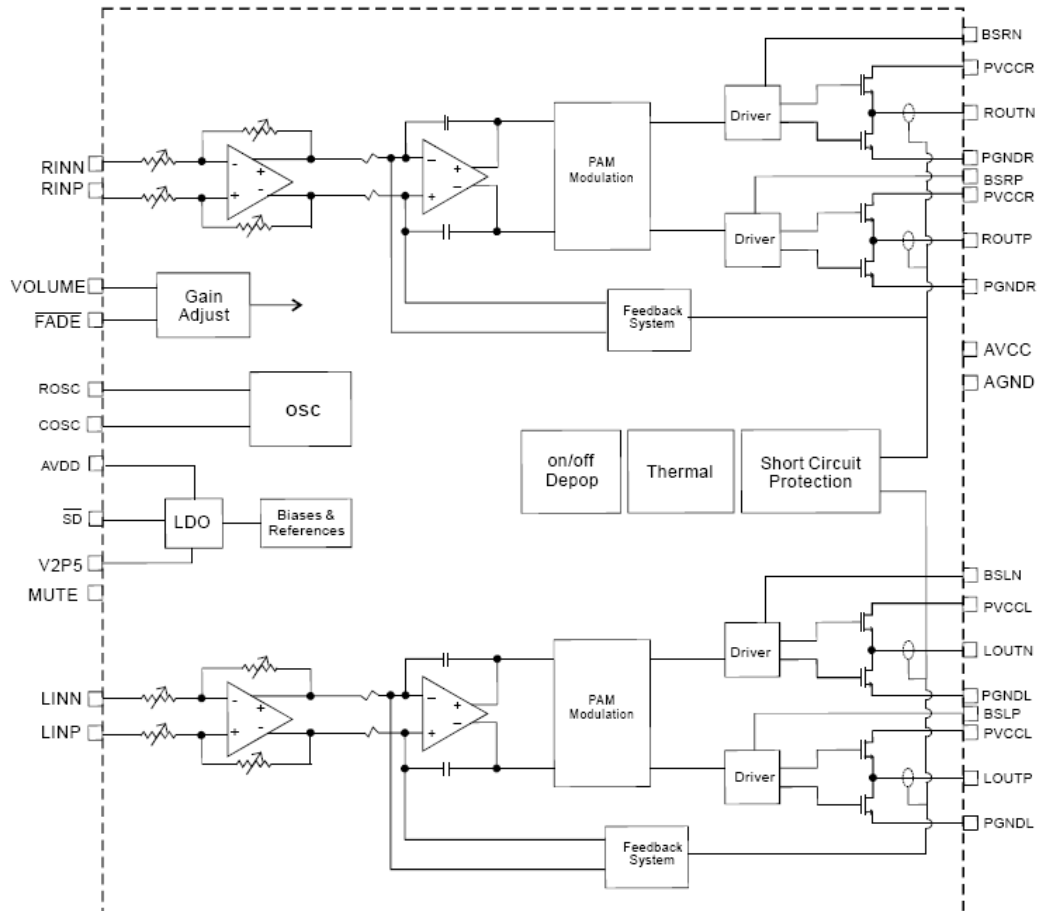 BSRN
PVCCR
Driver
ROUTN
PAM
Modulation
RINN
- +
+ -
− +
+ −
PGNDR
RINP
BSRP
PVCCR
Driver
ROUTP
VOLUME
FADE
Gain
Adjust
PGNDR
Feedback
System
AVCC
AGND
ROSC
COSC
OSC
AVDD
SD
V2P5
LDO
Biases &
References
on/off
Depop
Thermal
Short Circuit
Protection
MUTE
BSLN
PVCCL
Driver
LOUTN
PAM
Modulation
LINN
- +
+ -
− +
+ −
PGNDL
BSLP
LINP
PVCCL
Driver
LOUTP
PGNDL
Feedback
System